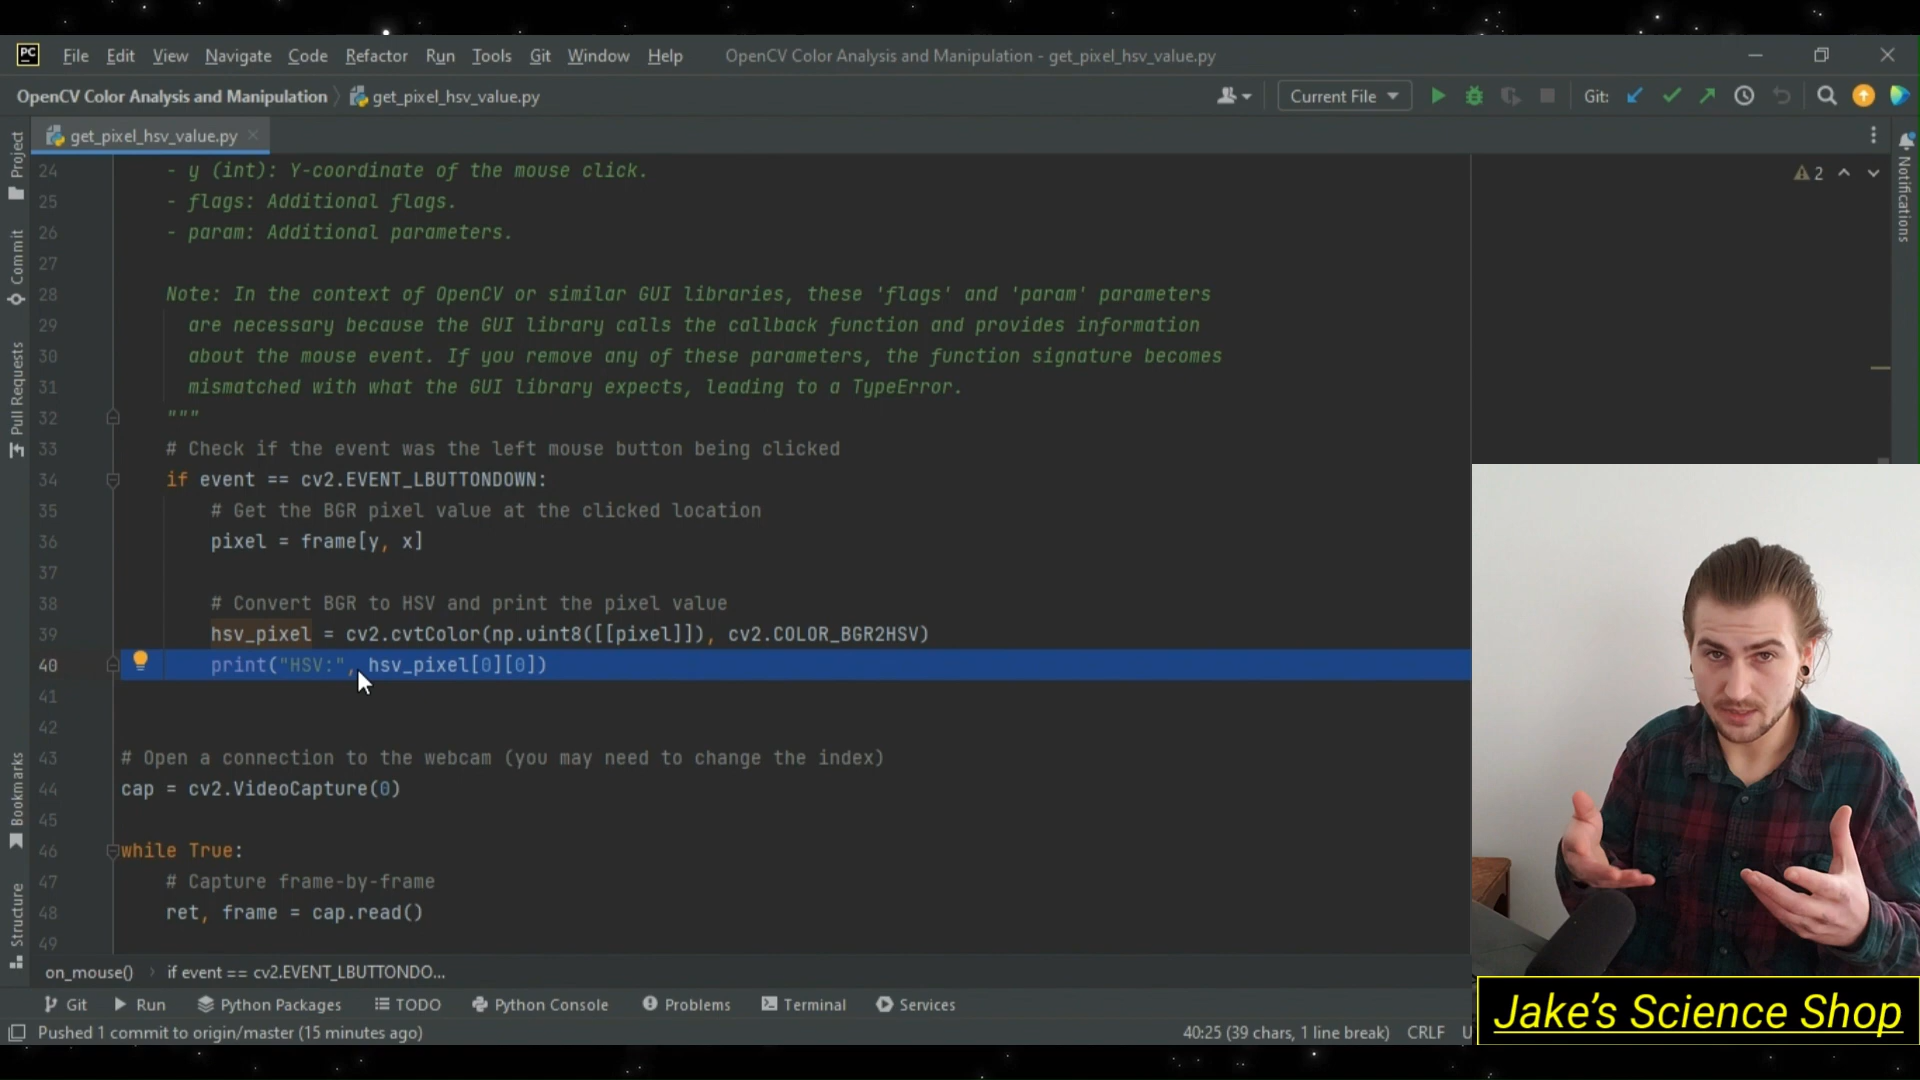 PC File Edit View Navigate Code Refactor Run Tools Git Window Help OpenCV Color Analysis and Manipulation - get_pixel_hsv_value.py
OpenCV Color Analysis and Manipulation get_pixel_hsv_value.py Current File Git:
get_pixel_hsv_value.py
Project
Commit
Pull Requests
Bookmarks
Structure
Notifications
2
24 - y (int): Y-coordinate of the mouse click.
25 - flags: Additional flags.
26 - param: Additional parameters.
27
28 Note: In the context of OpenCV or similar GUI libraries, these 'flags' and 'param' parameters
29 are necessary because the GUI library calls the callback function and provides information
30 about the mouse event. If you remove any of these parameters, the function signature becomes
31 mismatched with what the GUI library expects, leading to a TypeError.
32 """
33 # Check if the event was the left mouse button being clicked
34 if event == cv2.EVENT_LBUTTONDOWN:
35 # Get the BGR pixel value at the clicked location
36 pixel = frame[y, x]
37
38 # Convert BGR to HSV and print the pixel value
39 hsv_pixel = cv2.cvtColor(np.uint8([[pixel]]), cv2.COLOR_BGR2HSV)
40 print("HSV:", hsv_pixel[0][0])
41
42
43 # Open a connection to the webcam (you may need to change the index)
44 cap = cv2.VideoCapture(0)
45
46 while True:
47 # Capture frame-by-frame
48 ret, frame = cap.read()
49
on_mouse() if event == cv2.EVENT_LBUTTONDO...
Git Run Python Packages TODO Python Console Problems Terminal Services
Pushed 1 commit to origin/master (15 minutes ago) 40:25 (39 chars, 1 line break) CRLF
Jake's Science Shop